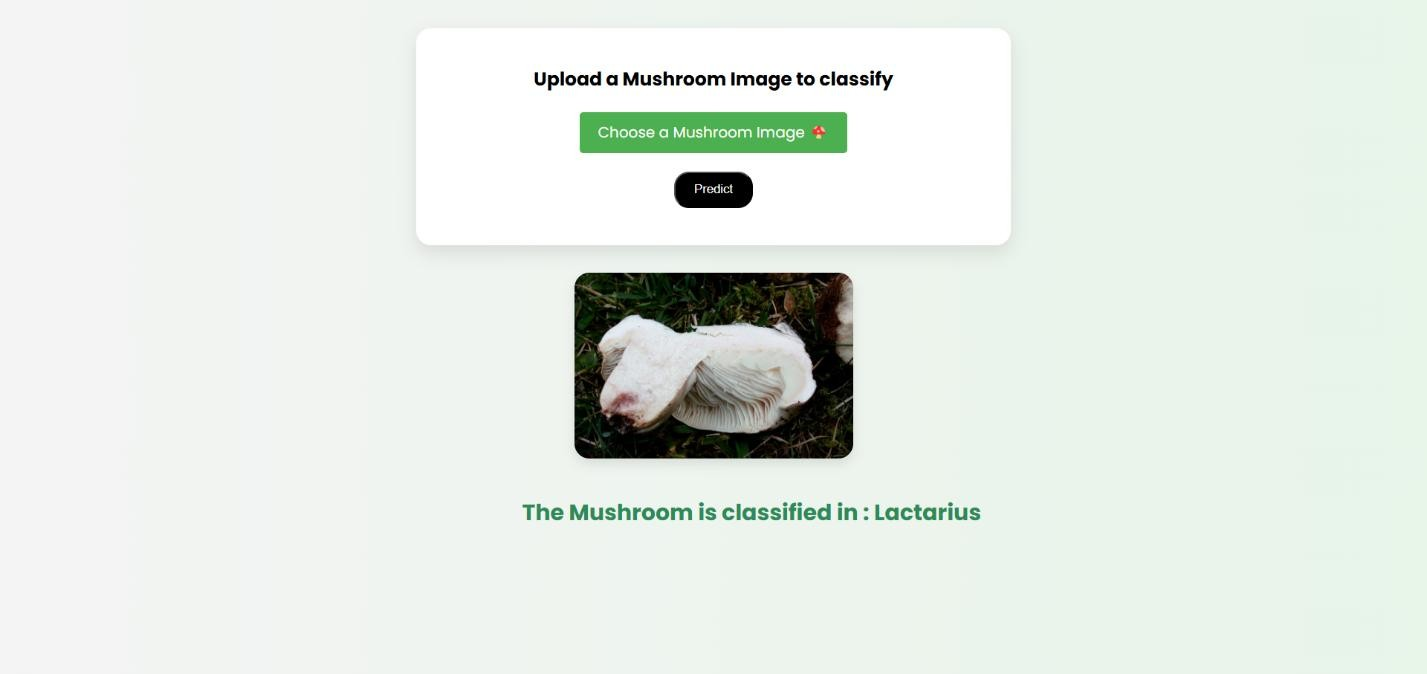 Upload a Mushroom Image to classify
Choose a Mushroom Image 🍄
Predict
The Mushroom is classified in : Lactarius